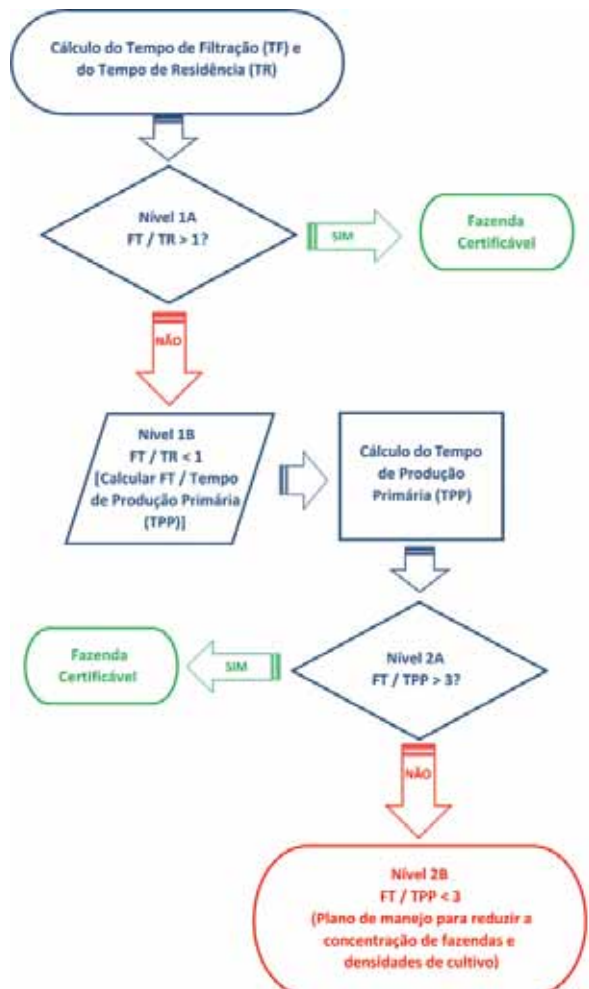 Cálculo do Tempo de Filtração (TF) e
do Tempo de Residência (TR)
Nível 1A
FT / TR > 1?
SIM
Fazenda
Certificável
NÃO
Nível 1B
FT / TR < 1
[Calcular FT / Tempo
de Produção Primária
(TPP)]
Cálculo do Tempo
de Produção
Primária (TPP)
Nível 2A
FT / TPP > 3?
SIM
Fazenda
Certificável
NÃO
Nível 2B
FT / TPP < 3
(Plano de manejo para reduzir a
concentração de fazendas e
densidades de cultivo)